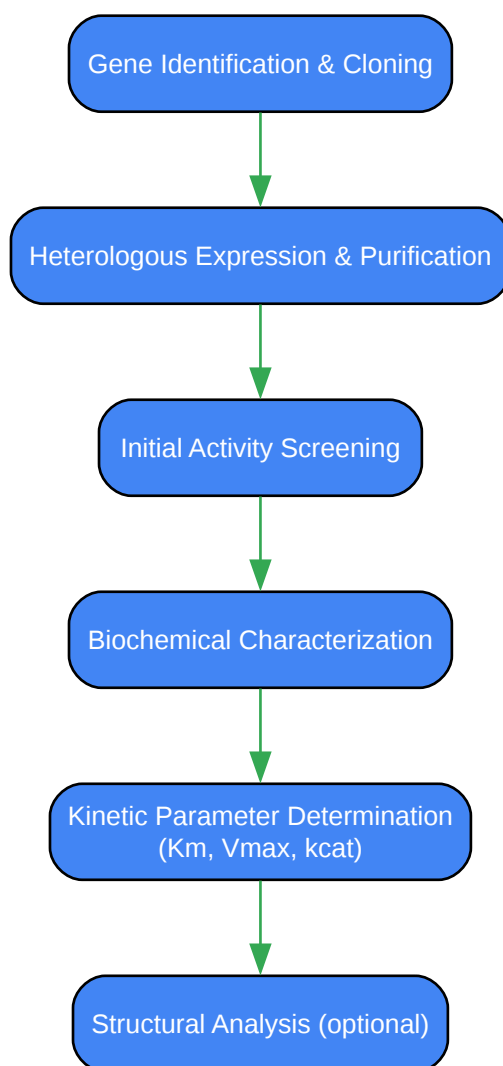 Gene Identification & Cloning
Heterologous Expression & Purification
Initial Activity Screening
Biochemical Characterization
Kinetic Parameter Determination
(Km, Vmax, kcat)
Structural Analysis (optional)